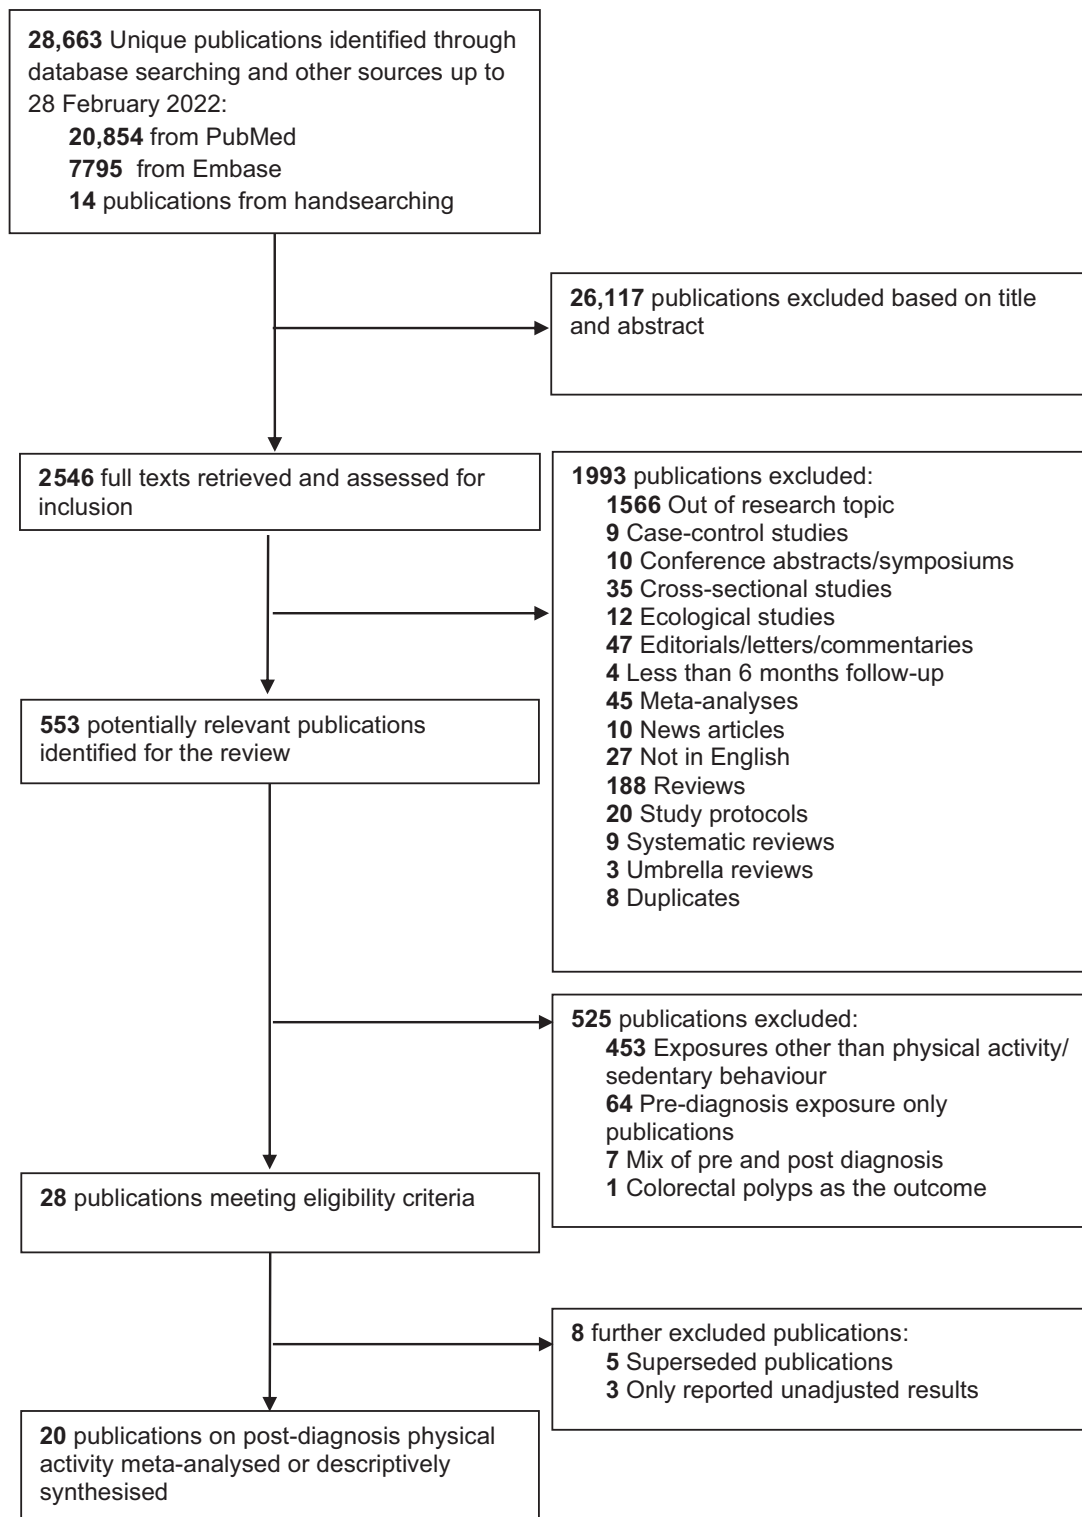 28,663 Unique publications identified through
database searching and other sources up to
28 February 2022:
20,854 from PubMed
7795 from Embase
14 publications from handsearching
26,117 publications excluded based on title
and abstract
2546 full texts retrieved and assessed for
inclusion
1993 publications excluded:
1566 Out of research topic
9 Case-control studies
10 Conference abstracts/symposiums
35 Cross-sectional studies
12 Ecological studies
47 Editorials/letters/commentaries
4 Less than 6 months follow-up
45 Meta-analyses
10 News articles
27 Not in English
188 Reviews
20 Study protocols
9 Systematic reviews
3 Umbrella reviews
8 Duplicates
553 potentially relevant publications
identified for the review
525 publications excluded:
453 Exposures other than physical activity/
sedentary behaviour
64 Pre-diagnosis exposure only
publications
7 Mix of pre and post diagnosis
1 Colorectal polyps as the outcome
28 publications meeting eligibility criteria
8 further excluded publications:
5 Superseded publications
3 Only reported unadjusted results
20 publications on post-diagnosis physical
activity meta-analysed or descriptively
synthesised